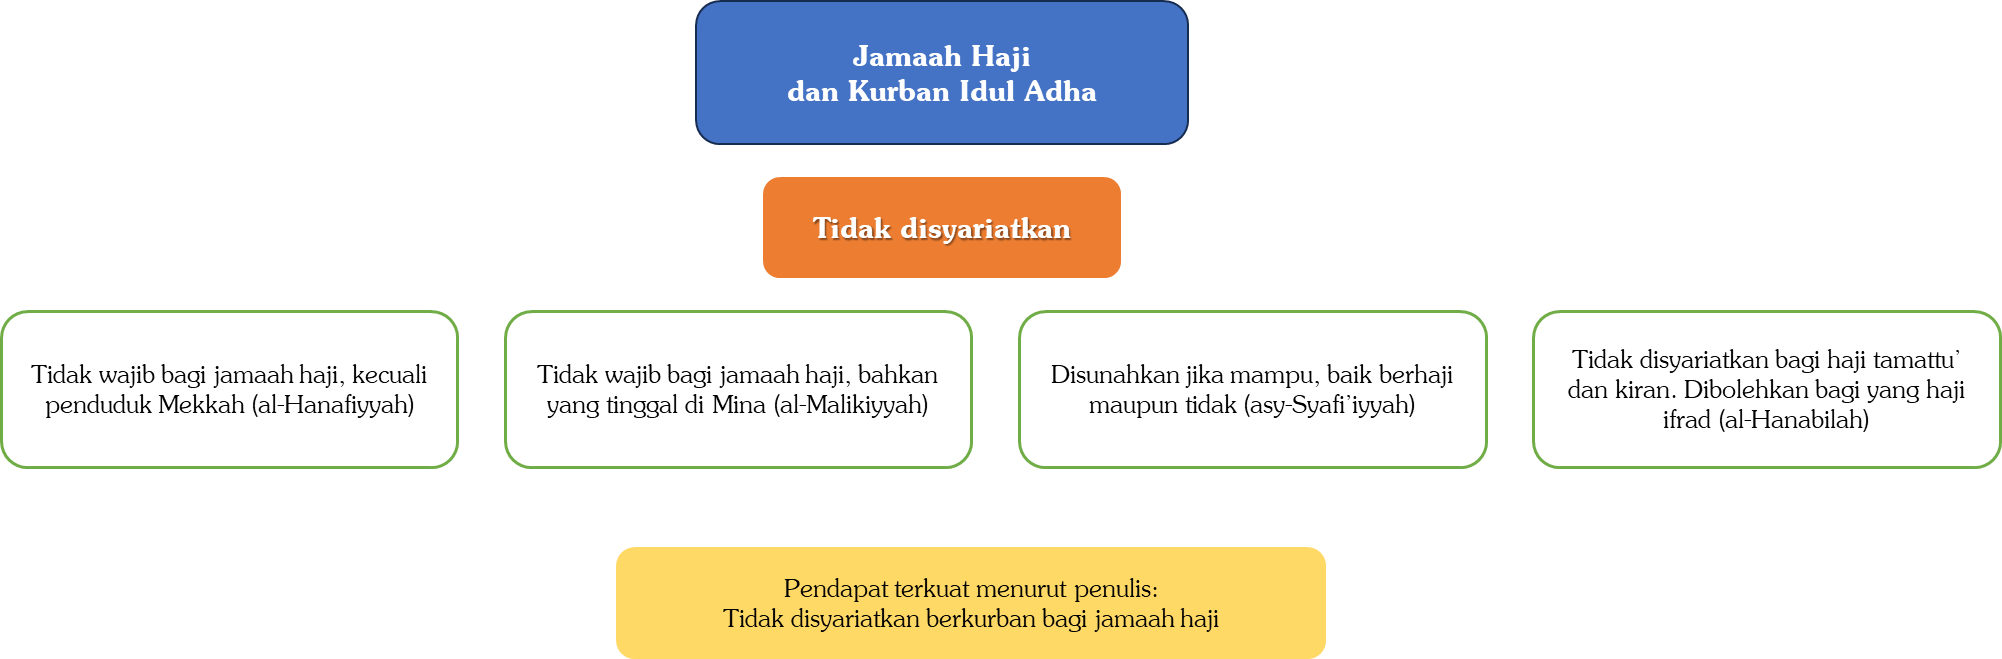 Jamaah Haji
dan Kurban Idul Adha
Tidak disyariatkan
Tidak wajib bagi jamaah haji, kecuali
penduduk Mekkah (al-Hanafiyyah)
Tidak wajib bagi jamaah haji, bahkan
yang tinggal di Mina (al-Malikiyyah)
Disunahkan jika mampu, baik berhaji
maupun tidak (asy-Syafi’iyyah)
Tidak disyariatkan bagi haji tamattu’
dan kiran. Dibolehkan bagi yang haji
ifrad (al-Hanabilah)
Pendapat terkuat menurut penulis:
Tidak disyariatkan berkurban bagi jamaah haji